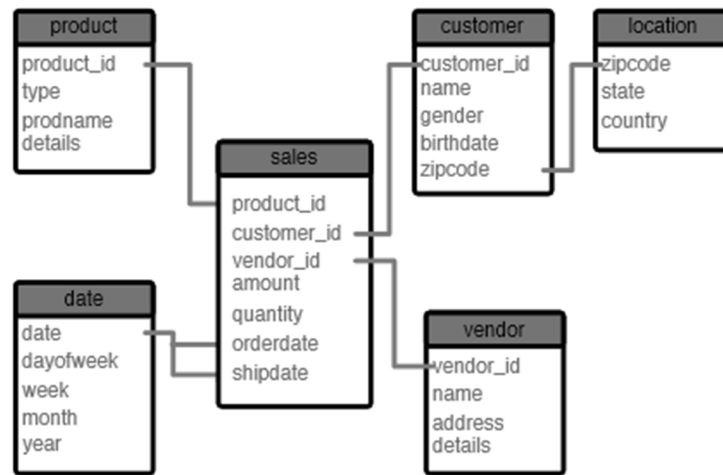 product
product_id
type
prodname
details
customer
customer_id
name
gender
birthdate
zipcode
location
zipcode
state
country
sales
product_id
customer_id
vendor_id
amount
quantity
orderdate
shipdate
date
date
dayofweek
week
month
year
vendor
vendor_id
name
address
details